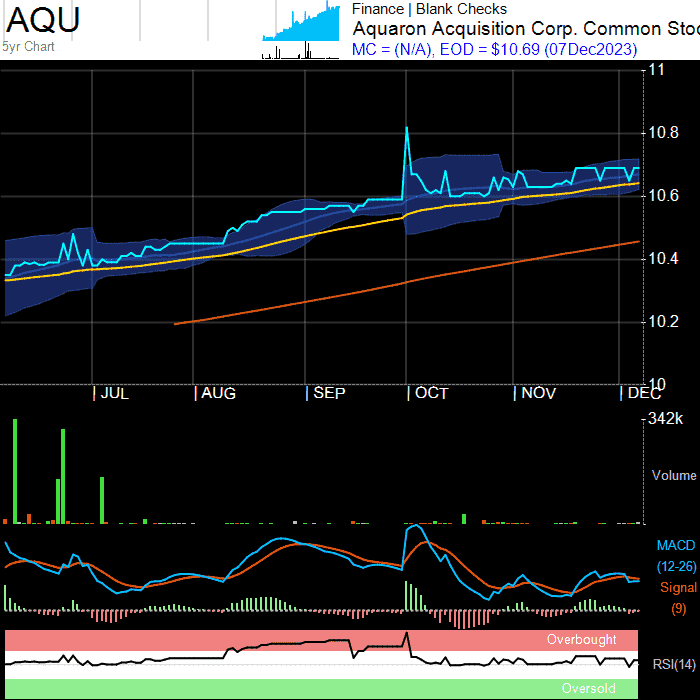 AQU
5yr Chart
Finance | Blank Checks
Aquaron Acquisition Corp. Common Stoc
MC = (N/A), EOD = $10.69 (07Dec2023)
11
10.8
10.6
10.4
10.2
10
JUL AUG SEP OCT NOV DEC
342k
Volume
MACD
(12-26)
Signal
(9)
Overbought
RSI(14)
Oversold